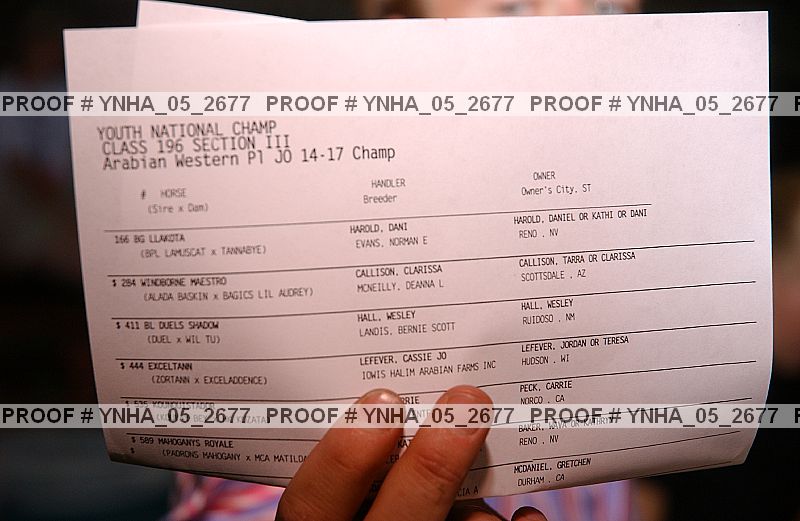 PROOF # YNHA_05_2677 PROOF # YNHA_05_2677 PROOF # YNHA_05_2677
YOUTH NATIONAL CHAMP
CLASS 196 SECTION III
Arabian Western Pl JO 14-17 Champ
# HORSE HANDLER OWNER
(Sire x Dam) Breeder Owner's City, ST
166 BG LLAKOTA HAROLD, DANI HAROLD, DANIEL OR KATHI OR DANI
(BPL LAMUSCAT x TANNABYE) EVANS, NORMAN E RENO , NV
$ 284 WINDBORNE MAESTRO CALLISON, CLARISSA CALLISON, TARRA OR CLARISSA
(ALADA BASKIN x BAGICS LIL AUDREY) MCNEILLY, DEANNA L SCOTTSDALE , AZ
$ 411 BL DUELS SHADOW HALL, WESLEY HALL, WESLEY
(DUEL x WIL TU) LANDIS, BERNIE SCOTT RUIDOSO , NM
$ 444 EXCELTANN LEFEVER, CASSIE JO LEFEVER, JORDAN OR TERESA
(ZORTANN x EXCELADDENCE) IOWIS HALIM ARABIAN FARMS INC HUDSON , WI
PECK, CARRIE
NORCO , CA
PROOF # YNHA_05_2677 PROOF # YNHA_05_2677 PROOF # YNHA_05_2677
$ 589 MAHOGANYS ROYALE BAKER,
$ (PADRONS MAHOGANY x MCA MATILDA RENO , NV
MCDANIEL, GRETCHEN
DURHAM , CA